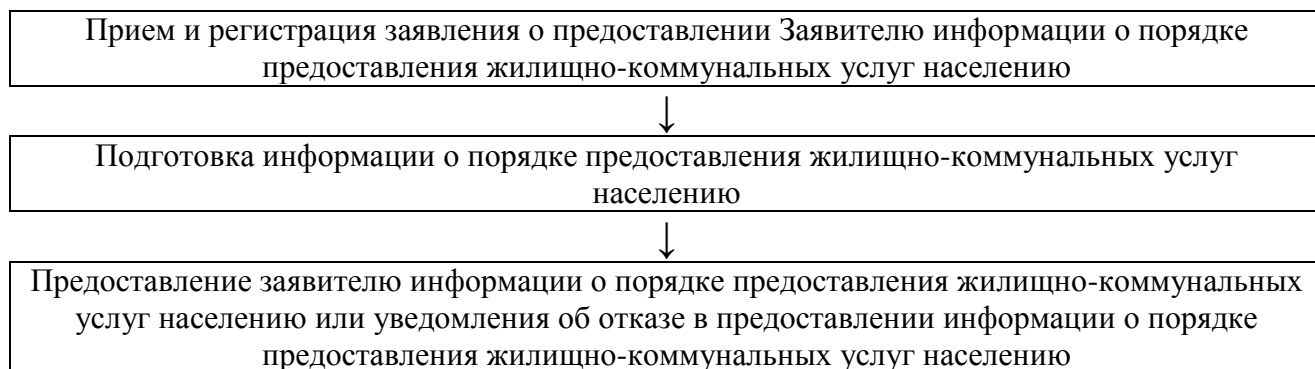 Прием и регистрация заявления о предоставлении Заявителю информации о порядке
предоставления жилищно-коммунальных услуг населению
↓
Подготовка информации о порядке предоставления жилищно-коммунальных услуг
населению
↓
Предоставление заявителю информации о порядке предоставления жилищно-коммунальных
услуг населению или уведомления об отказе в предоставлении информации о порядке
предоставления жилищно-коммунальных услуг населению